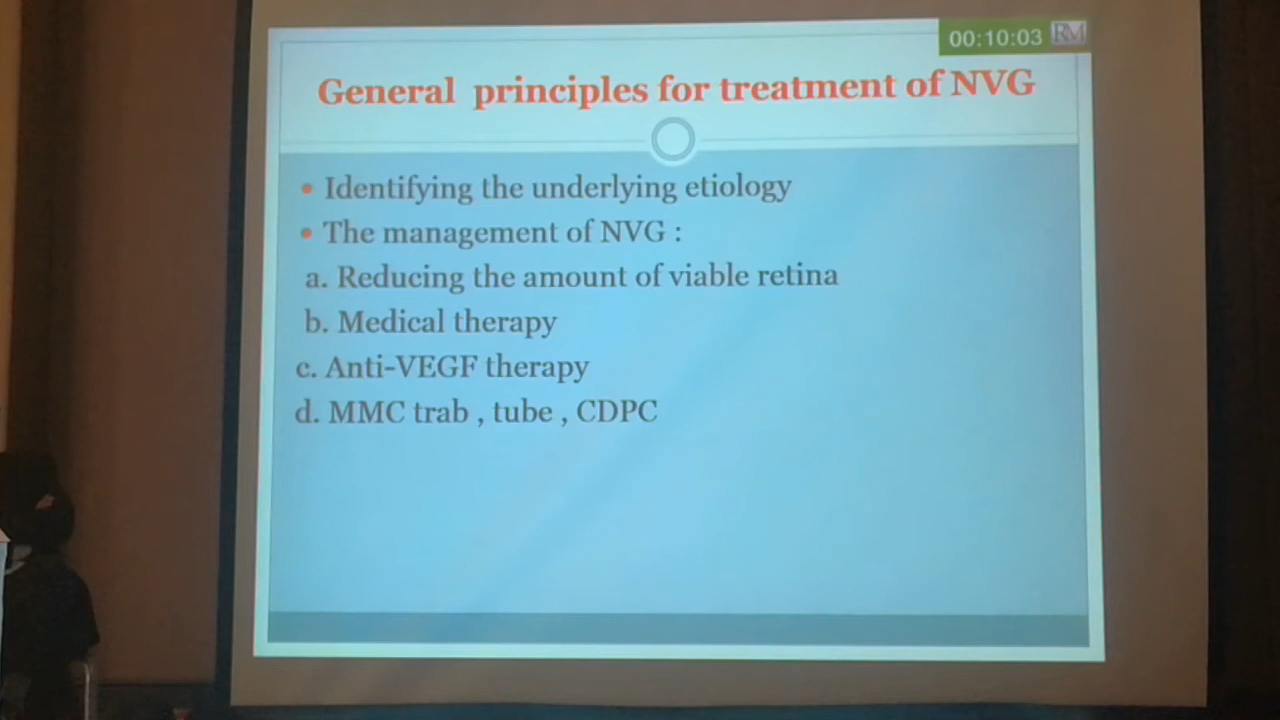 00:10:03 RM
General principles for treatment of NVG
• Identifying the underlying etiology
• The management of NVG :
a. Reducing the amount of viable retina
b. Medical therapy
c. Anti-VEGF therapy
d. MMC trab , tube , CDPC